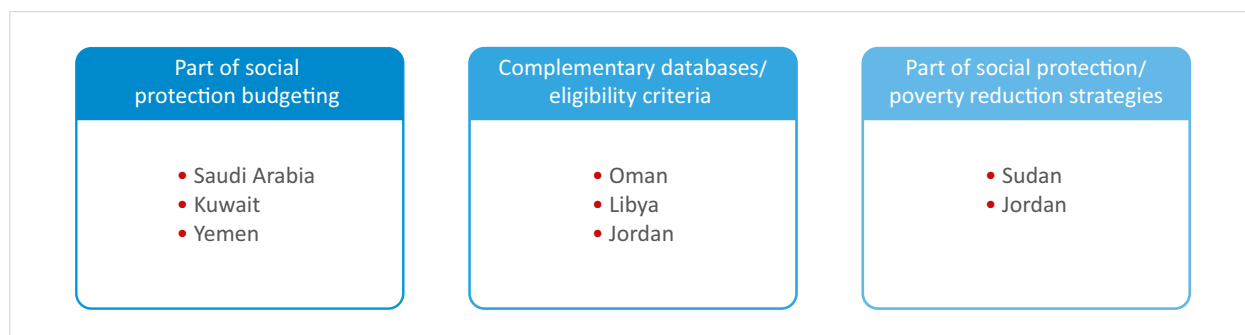 Part of social
protection budgeting
• Saudi Arabia
• Kuwait
• Yemen
Complementary databases/
eligibility criteria
• Oman
• Libya
• Jordan
Part of social protection/
poverty reduction strategies
• Sudan
• Jordan